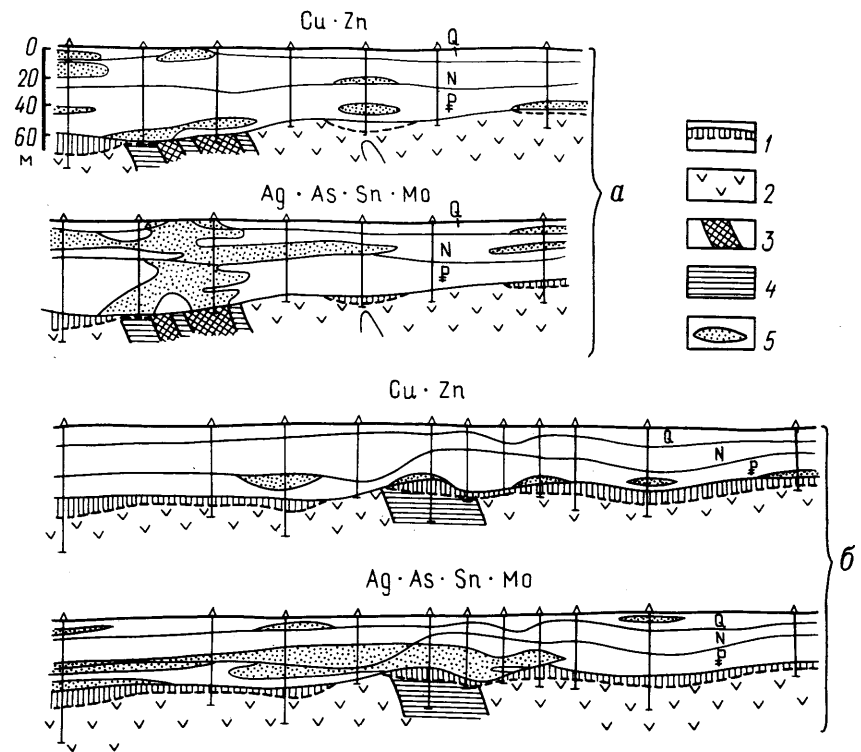 Cu · Zn
0
20
40
60
м
Q
N
₽
а
1
2
3
4
5
Ag · As · Sn · Mo
Q
N
₽
Cu · Zn
Q
N
₽
б
Ag · As · Sn · Mo
Q
N
₽